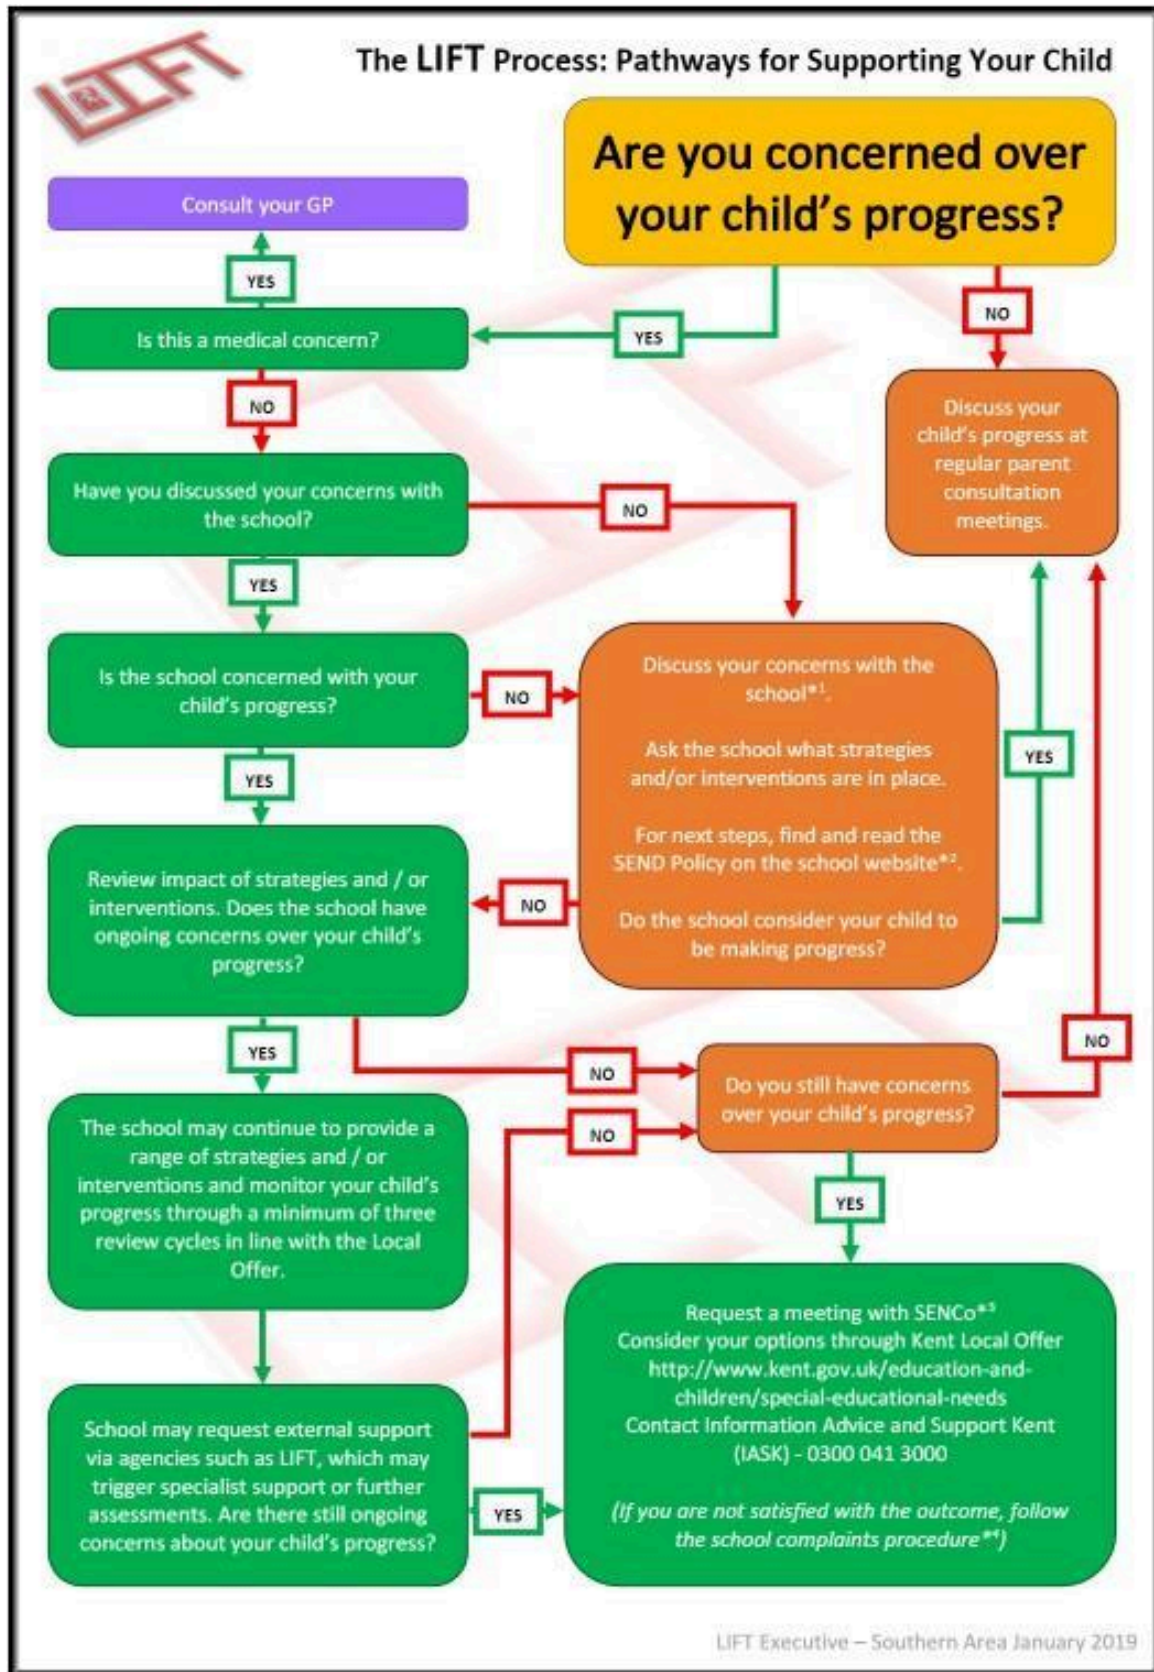 LIFT
The LIFT Process: Pathways for Supporting Your Child
Are you concerned over
your child's progress?
Consult your GP
YES
Is this a medical concern?
YES
NO
NO
Discuss your
child's progress at
regular parent
consultation
meetings.
Have you discussed your concerns with
the school?
NO
YES
Is the school concerned with your
child's progress?
NO
Discuss your concerns with the
school*¹.
Ask the school what strategies
and/or interventions are in place.
For next steps, find and read the
SEND Policy on the school website*².
Do the school consider your child to
be making progress?
YES
YES
Review impact of strategies and / or
interventions. Does the school have
ongoing concerns over your child's
progress?
NO
YES
NO
NO
Do you still have concerns
over your child's progress?
NO
YES
The school may continue to provide a
range of strategies and / or
interventions and monitor your child's
progress through a minimum of three
review cycles in line with the Local
Offer.
School may request external support
via agencies such as LIFT, which may
trigger specialist support or further
assessments. Are there still ongoing
concerns about your child's progress?
YES
Request a meeting with SENCo*³
Consider your options through Kent Local Offer
http://www.kent.gov.uk/education-and-
children/special-educational-needs
Contact Information Advice and Support Kent
(IASK) - 0300 041 3000
(If you are not satisfied with the outcome, follow
the school complaints procedure*⁴)
LIFT Executive – Southern Area January 2019